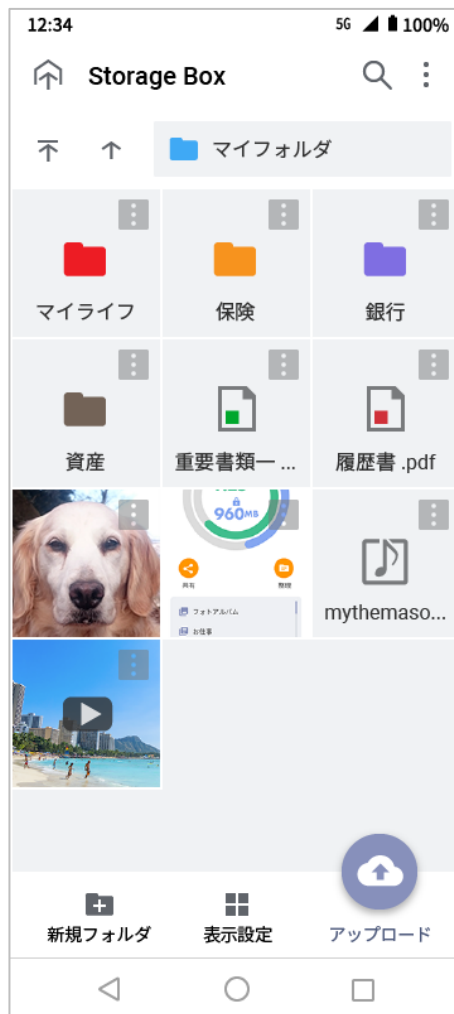 12:34 5G 100%
Storage Box
マイフォルダ
マイライフ 保険 銀行
資産 重要書類一 ... 履歴書 .pdf
960MB
共有 整理
フォトアルバム
お仕事
mythemaso...
新規フォルダ 表示設定 アップロード